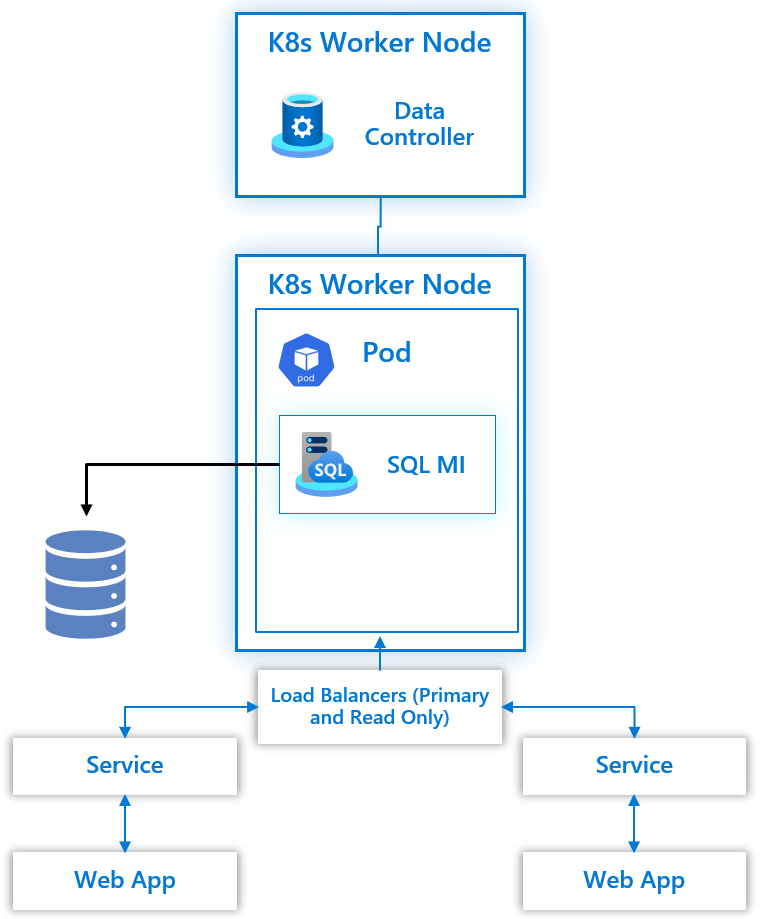 K8s Worker Node
Data
Controller
K8s Worker Node
Pod
pod
SQL
SQL MI
Load Balancers (Primary
and Read Only)
Service
Service
Web App
Web App